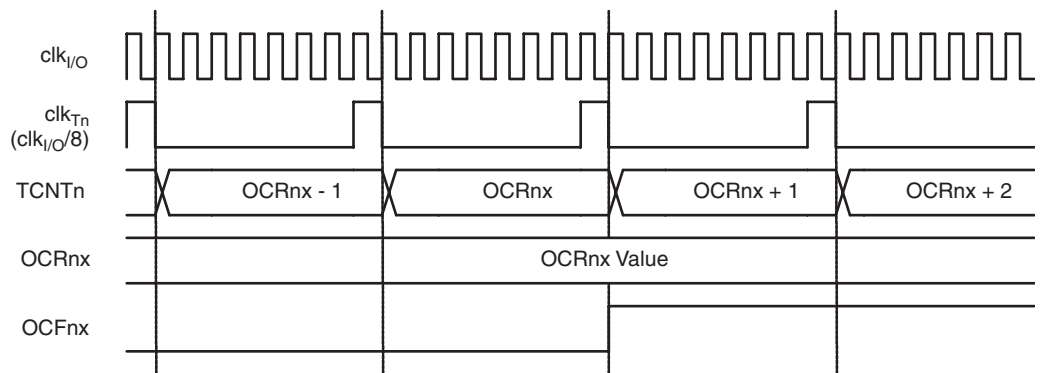 clkI/O
clkTn
(clkI/O/8)
TCNTn OCRnx - 1 OCRnx OCRnx + 1 OCRnx + 2
OCRnx OCRnx Value
OCFnx